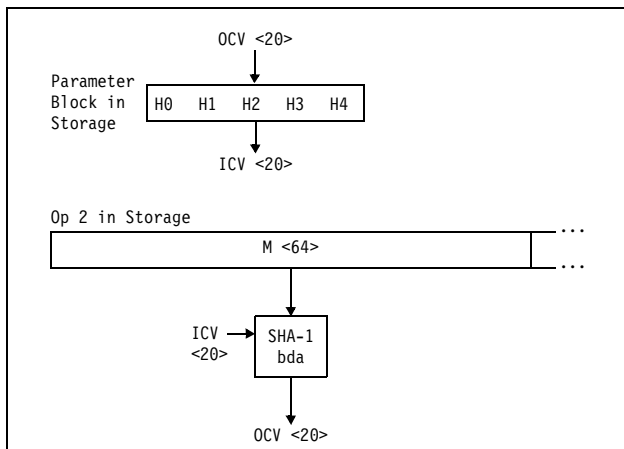 OCV <20>
Parameter
Block in
Storage
H0 H1 H2 H3 H4
ICV <20>
Op 2 in Storage
M <64>
...
...
ICV
<20>
SHA-1
bda
OCV <20>